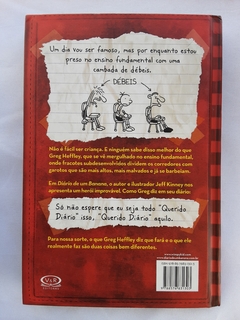 Um dia vou ser famoso, mas por enquanto estou
preso no ensino fundamental com uma
cambada de débeis.
DÉBEIS
Não é fácil ser criança. E ninguém sabe disso melhor do que
Greg Heffley, que se vê mergulhado no ensino fundamental,
onde fracotes subdesenvolvidos dividem os corredores com
garotos que são mais altos, mais malvados e já se barbeiam.
Em Diário de um Banana, o autor e ilustrador Jeff Kinney nos
apresenta um herói improvável. Como Greg diz em seu diário:
Só não espere que eu seja todo "Querido
Diário" isso, "Querido Diário" aquilo.
Para nossa sorte, o que Greg Heffley diz que fará e o que ele
realmente faz são duas coisas bem diferentes.
V&R
EDITORAS